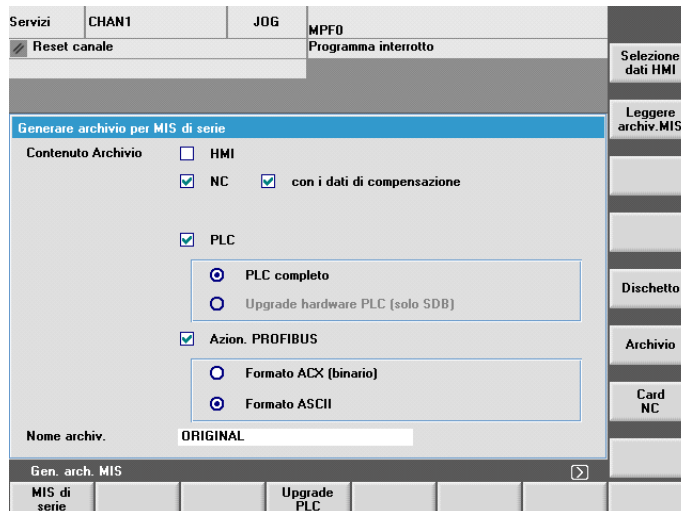 Servizi
CHAN1
JOG
MPF0
Reset canale
Programma interrotto
Selezione
dati HMI
Leggere
archiv.MIS
Generare archivio per MIS di serie
Contenuto Archivio
HMI
NC
con i dati di compensazione
PLC
PLC completo
Upgrade hardware PLC (solo SDB)
Dischetto
Azion. PROFIBUS
Archivio
Formato ACX (binario)
Formato ASCII
Card
NC
Nome archiv.
ORIGINAL
Gen. arch. MIS
MIS di
serie
Upgrade
PLC